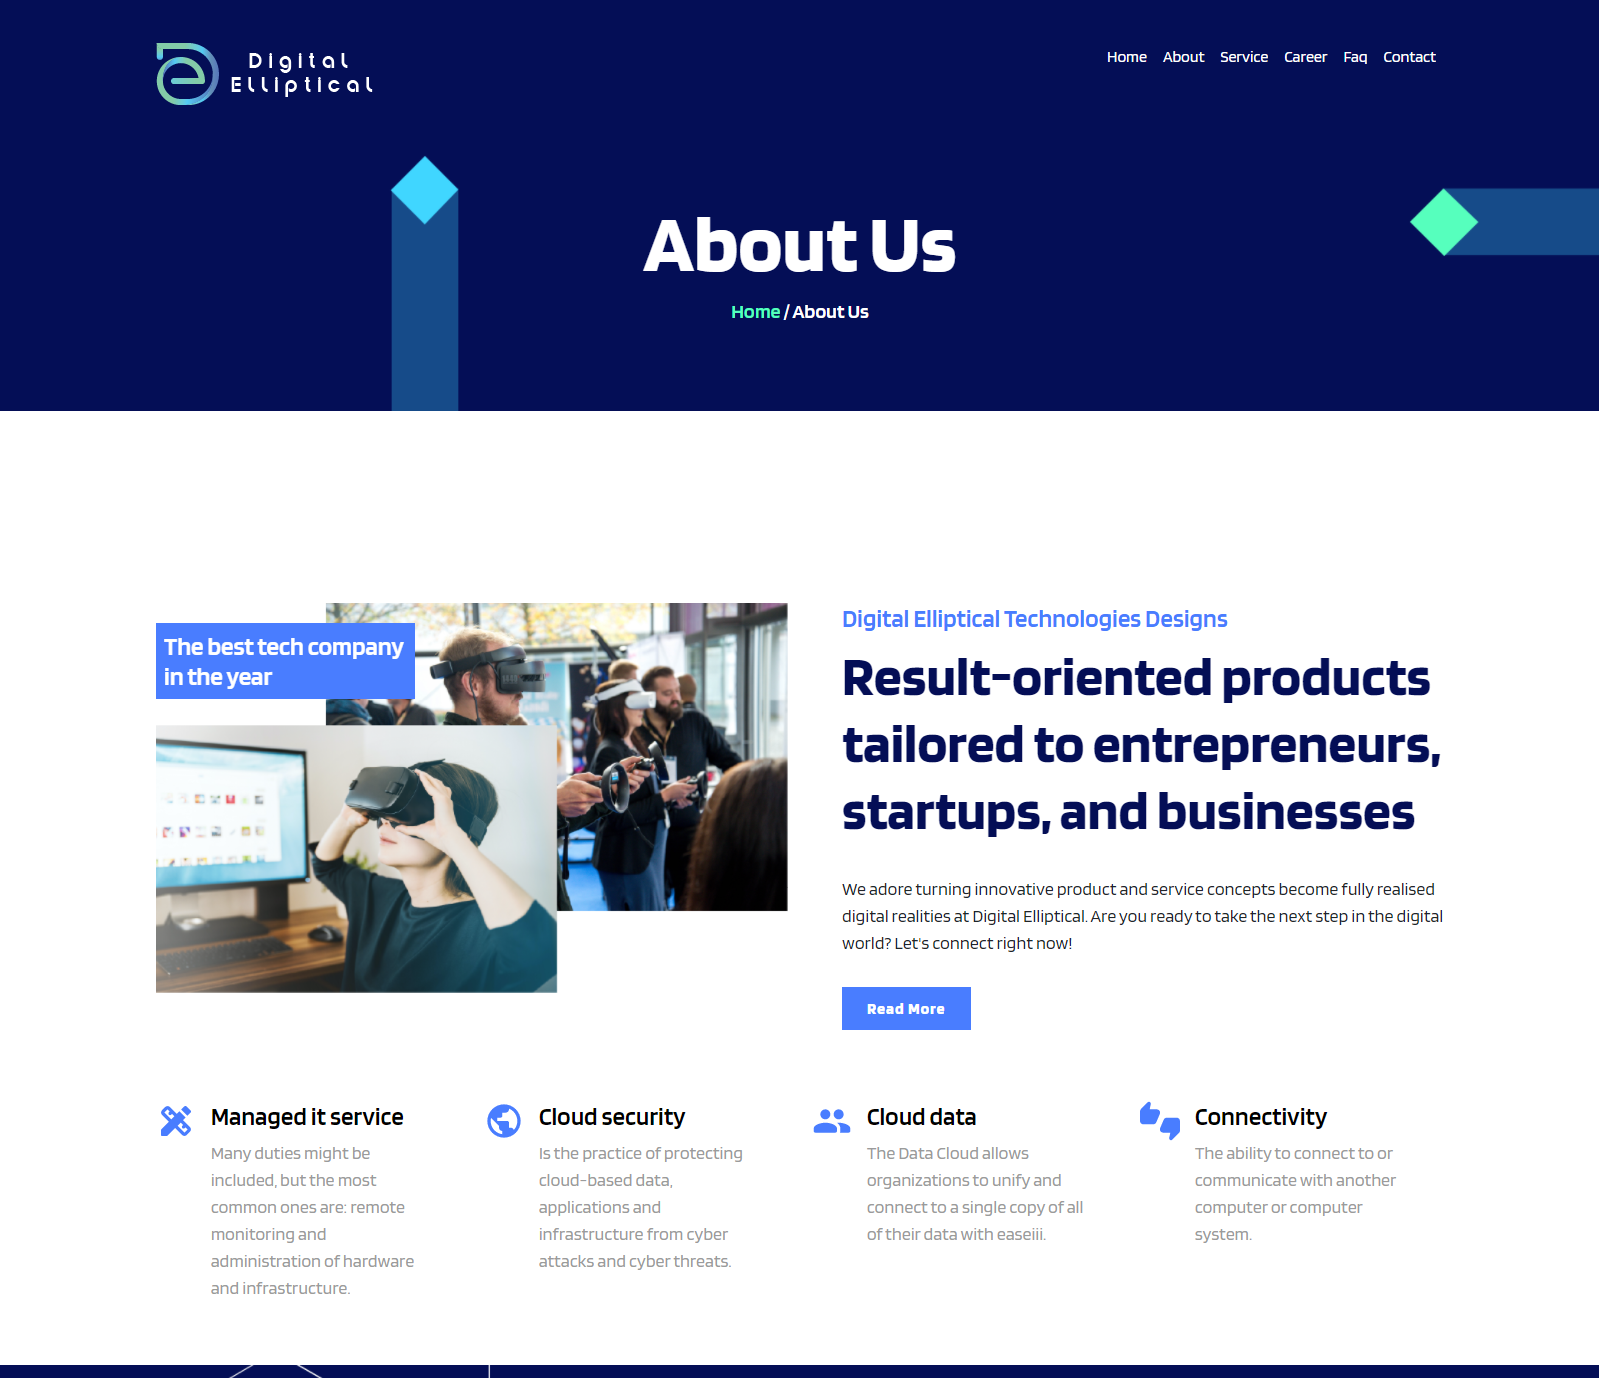 Digital
Elliptical
Home About Service Career Faq Contact
About Us
Home / About Us
The best tech company
in the year
Digital Elliptical Technologies Designs
Result-oriented products
tailored to entrepreneurs,
startups, and businesses
We adore turning innovative product and service concepts become fully realised
digital realities at Digital Elliptical. Are you ready to take the next step in the digital
world? Let's connect right now!
Read More
Managed it service
Many duties might be
included, but the most
common ones are: remote
monitoring and
administration of hardware
and infrastructure.
Cloud security
Is the practice of protecting
cloud-based data,
applications and
infrastructure from cyber
attacks and cyber threats.
Cloud data
The Data Cloud allows
organizations to unify and
connect to a single copy of all
of their data with easeiii.
Connectivity
The ability to connect to or
communicate with another
computer or computer
system.